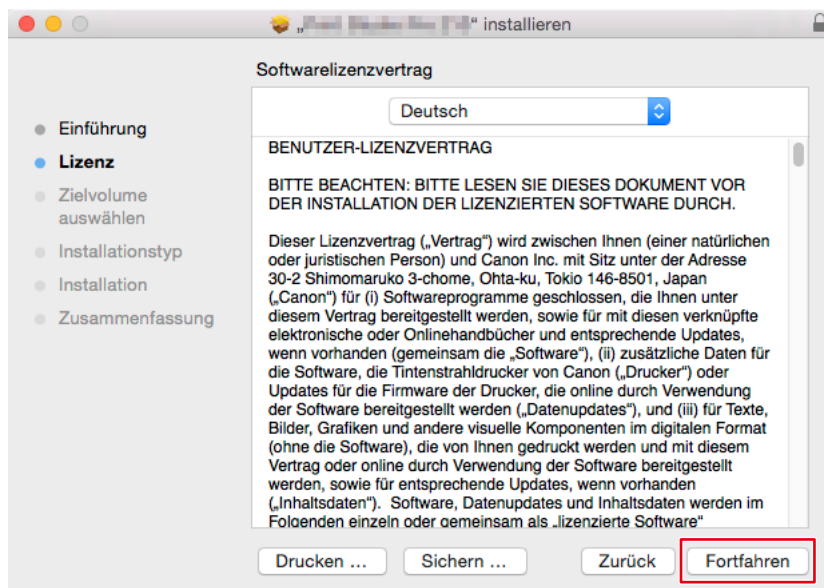 “ installieren
Softwarelizenzvertrag
Einführung
Lizenz
Zielvolume
auswählen
Installationstyp
Installation
Zusammenfassung
Deutsch
BENUTZER-LIZENZVERTRAG
BITTE BEACHTEN: BITTE LESEN SIE DIESES DOKUMENT VOR
DER INSTALLATION DER LIZENZIERTEN SOFTWARE DURCH.
Dieser Lizenzvertrag („Vertrag“) wird zwischen Ihnen (einer natürlichen
oder juristischen Person) und Canon Inc. mit Sitz unter der Adresse
30-2 Shimomaruko 3-chome, Ohta-ku, Tokio 146-8501, Japan
(„Canon“) für (i) Softwareprogramme geschlossen, die Ihnen unter
diesem Vertrag bereitgestellt werden, sowie für mit diesen verknüpfte
elektronische oder Onlinehandbücher und entsprechende Updates,
wenn vorhanden (gemeinsam die „Software“), (ii) zusätzliche Daten für
die Software, die Tintenstrahldrucker von Canon („Drucker“) oder
Updates für die Firmware der Drucker, die online durch Verwendung
der Software bereitgestellt werden („Datenupdates“), und (iii) für Texte,
Bilder, Grafiken und andere visuelle Komponenten im digitalen Format
(ohne die Software), die von Ihnen gedruckt werden und mit diesem
Vertrag oder online durch Verwendung der Software bereitgestellt
werden, sowie für entsprechende Updates, wenn vorhanden
(„Inhaltsdaten“).  Software, Datenupdates und Inhaltsdaten werden im
Folgenden einzeln oder gemeinsam als „lizenzierte Software“
Drucken ...
Sichern ...
Zurück
Fortfahren